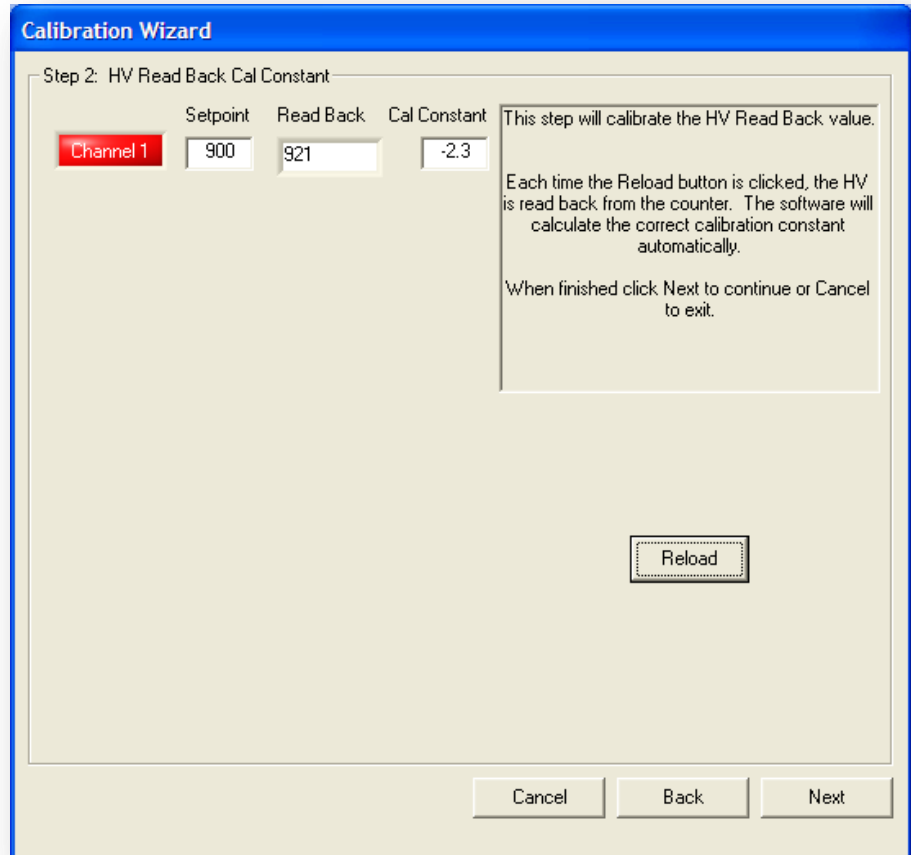 Calibration Wizard
Step 2:  HV Read Back Cal Constant
Setpoint Read Back Cal Constant
Channel 1 900 921 -2.3
This step will calibrate the HV Read Back value.
Each time the Reload button is clicked, the HV
is read back from the counter.  The software will
calculate the correct calibration constant
automatically.
When finished click Next to continue or Cancel
to exit.
Reload
Cancel Back Next